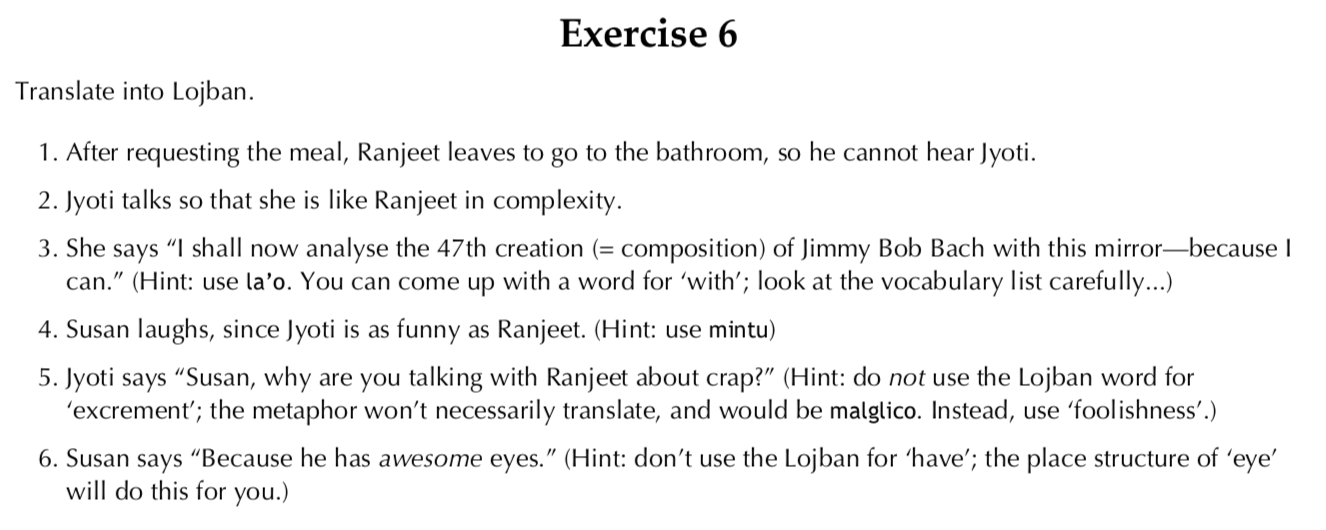 Exercise 6
Translate into Lojban.
1. After requesting the meal, Ranjeet leaves to go to the bathroom, so he cannot hear Jyoti.
2. Jyoti talks so that she is like Ranjeet in complexity.
3. She says “I shall now analyse the 47th creation (= composition) of Jimmy Bob Bach with this mirror—because I
can.” (Hint: use la’o. You can come up with a word for ‘with’; look at the vocabulary list carefully...)
4. Susan laughs, since Jyoti is as funny as Ranjeet. (Hint: use mintu)
5. Jyoti says “Susan, why are you talking with Ranjeet about crap?” (Hint: do not use the Lojban word for
‘excrement’; the metaphor won’t necessarily translate, and would be malglico. Instead, use ‘foolishness’.)
6. Susan says “Because he has awesome eyes.” (Hint: don’t use the Lojban for ‘have’; the place structure of ‘eye’
will do this for you.)